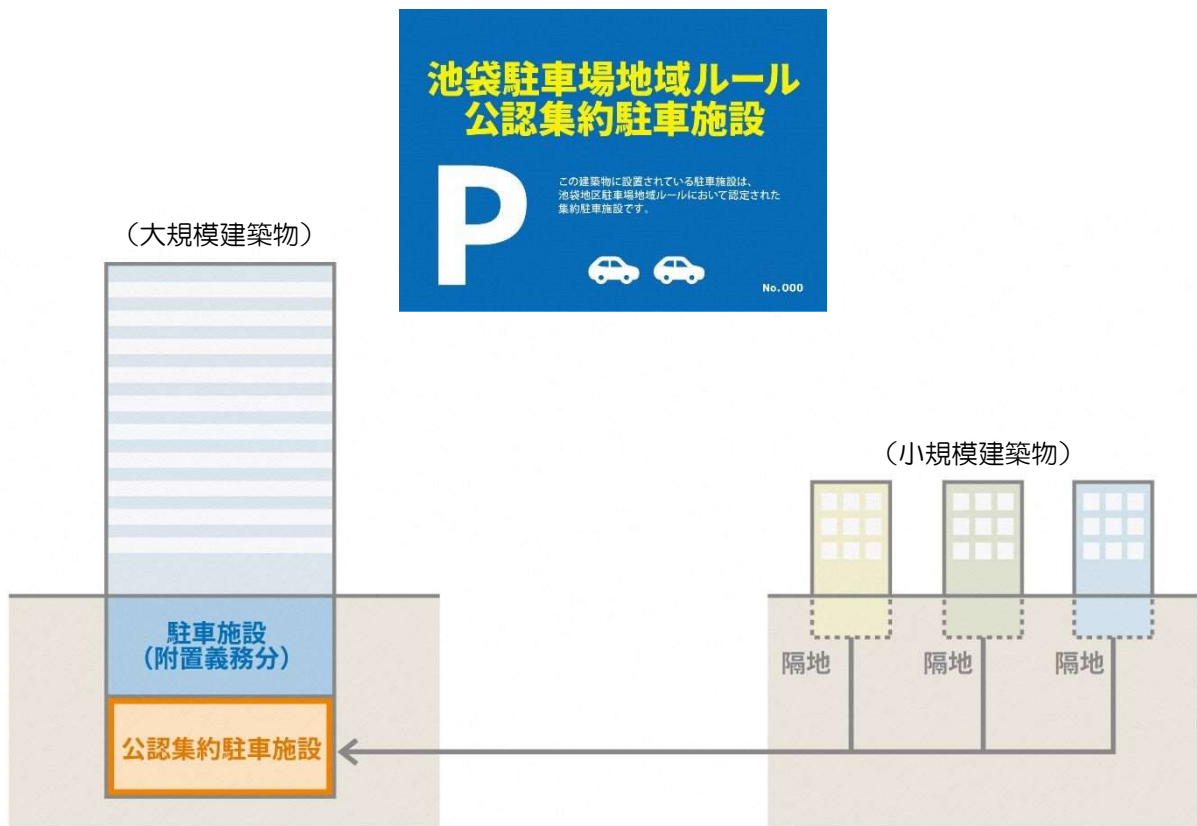 池袋駐車場地域ルール
公認集約駐車施設
P
この建築物に設置されている駐車施設は、
池袋地区駐車場地域ルールにおいて認定された
集約駐車施設です。
No.000
（大規模建築物）
駐車施設
（附置義務分）
公認集約駐車施設
（小規模建築物）
隔地
隔地
隔地